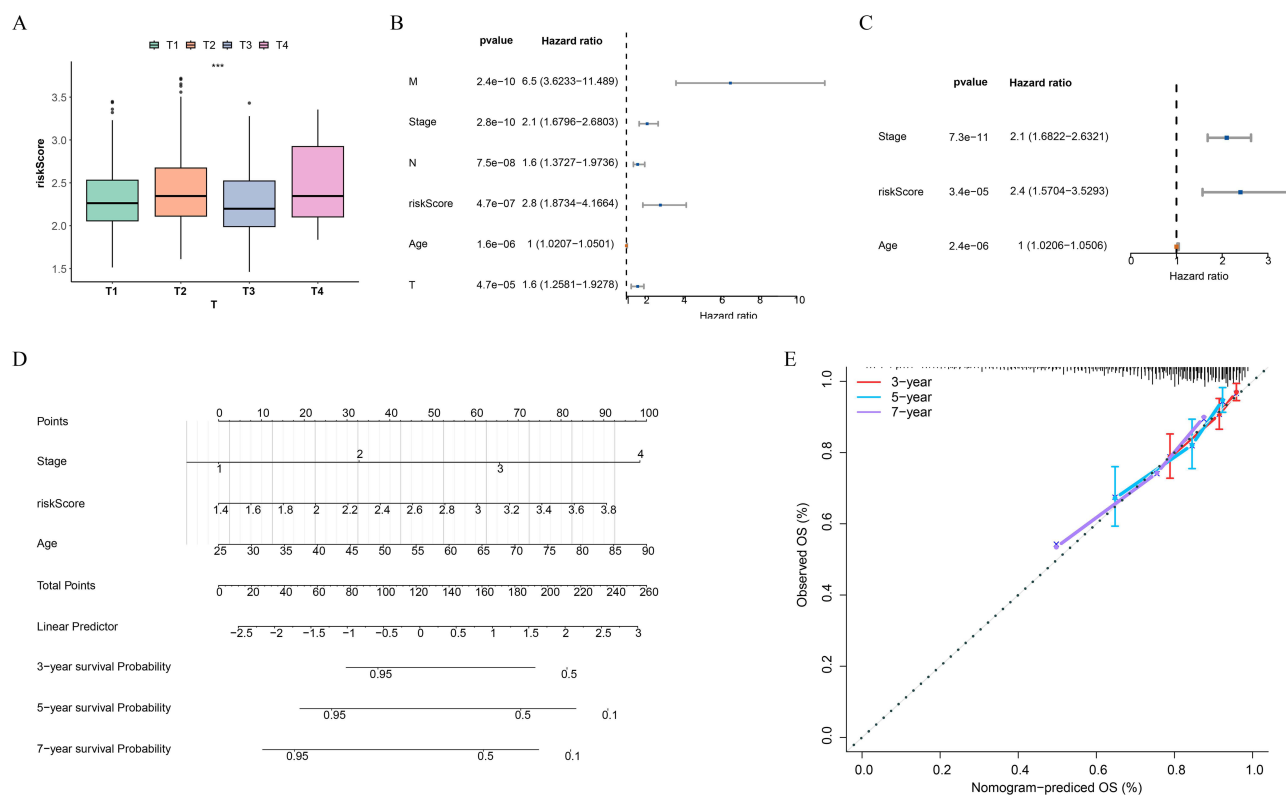 A
T1 T2 T3 T4
***
riskScore
3.5
3.0
2.5
2.0
1.5
T1 T2 T3 T4
T
B
pvalue Hazard ratio
M 2.4e−10 6.5 (3.6233−11.489)
Stage 2.8e−10 2.1 (1.6796−2.6803)
N 7.5e−08 1.6 (1.3727−1.9736)
riskScore 4.7e−07 2.8 (1.8734−4.1664)
Age 1.6e−06 1 (1.0207−1.0501)
T 4.7e−05 1.6 (1.2581−1.9278)
1 2 4 6 8 10
Hazard ratio
C
pvalue Hazard ratio
Stage 7.3e−11 2.1 (1.6822−2.6321)
riskScore 3.4e−05 2.4 (1.5704−3.5293)
Age 2.4e−06 1 (1.0206−1.0506)
0 1 2 3
Hazard ratio
D
Points 0 10 20 30 40 50 60 70 80 90 100
Stage 1 2 3 4
riskScore 1.4 1.6 1.8 2 2.2 2.4 2.6 2.8 3 3.2 3.4 3.6 3.8
Age 25 30 35 40 45 50 55 60 65 70 75 80 85 90
Total Points 0 20 40 60 80 100 120 140 160 180 200 220 240 260
Linear Predictor −2.5 −2 −1.5 −1 −0.5 0 0.5 1 1.5 2 2.5 3
3−year survival Probability 0.95 0.5
5−year survival Probability 0.95 0.5 0.1
7−year survival Probability 0.95 0.5 0.1
E
3−year
5−year
7−year
Observed OS (%)
1.0
0.8
0.6
0.4
0.2
0.0
0.0 0.2 0.4 0.6 0.8 1.0
Nomogram−prediced OS (%)